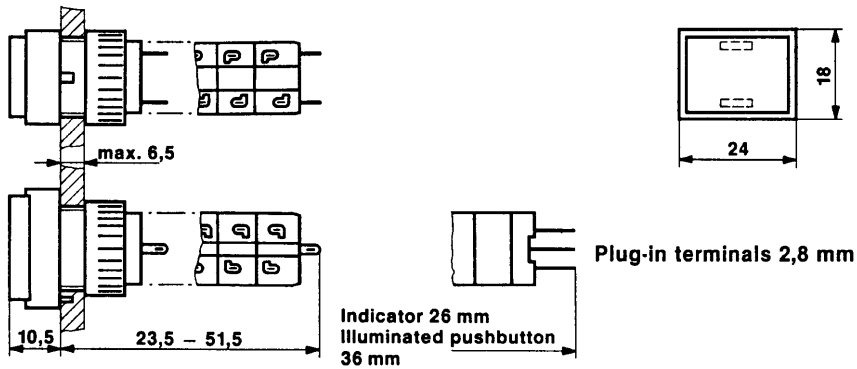 max. 6,5
18
24
Plug-in terminals 2,8 mm
Indicator 26 mm
Illuminated pushbutton
36 mm
10,5
23,5 – 51,5